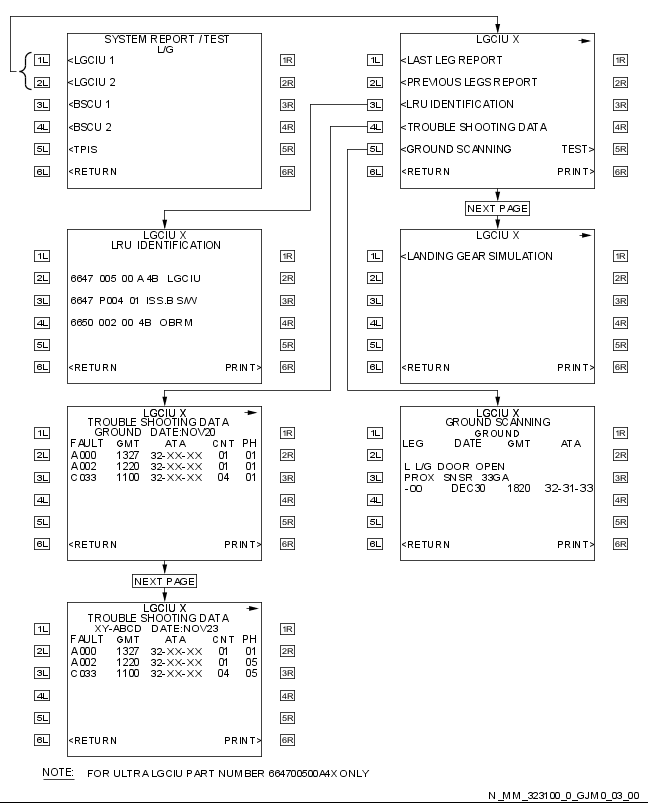 SYSTEM REPORT /TEST
L/G
1L <LGCIU 1 1R
2L <LGCIU 2 2R
3L <BSCU 1 3R
4L <BSCU 2 4R
5L <TPIS 5R
6L <RETURN 6R
LGCIU X
1L <LAST LEG REPORT 1R
2L <PREVIOUS LEGS REPORT 2R
3L <LRU IDENTIFICATION 3R
4L <TROUBLE SHOOTING DATA 4R
5L <GROUND SCANNING TEST> 5R
6L <RETURN PRINT> 6R
NEXT PAGE
LGCIU X
LRU IDENTIFICATION
1L 1R
2L 6647 005 00 A 4B LGCIU 2R
3L 6647 P004 01 ISS.B S/W 3R
4L 6650 002 00 4B OBRM 4R
5L 5R
6L <RETURN PRINT> 6R
LGCIU X
1L <LANDING GEAR SIMULATION 1R
2L 2R
3L 3R
4L 4R
5L 5R
6L <RETURN PRINT> 6R
LGCIU X
TROUBLE SHOOTING DATA
GROUND DATE:NOV20
1L 1R
FAULT GMT ATA CNT PH
2L A000 1327 32-XX-XX 01 01 2R
A002 1220 32-XX-XX 01 01
3L C033 1100 32-XX-XX 04 01 3R
4L 4R
5L 5R
6L <RETURN PRINT> 6R
NEXT PAGE
LGCIU X
GROUND SCANNING
GROUND
1L 1R
LEG DATE GMT ATA
2L 2R
L L/G DOOR OPEN
3L PROX SNSR 33GA 3R
-00 DEC30 1820 32-31-33
4L 4R
5L 5R
6L <RETURN PRINT> 6R
LGCIU X
TROUBLE SHOOTING DATA
1L XY-ABCD DATE:NOV23 1R
FAULT GMT ATA CNT PH
2L A000 1327 32-XX-XX 01 01 2R
A002 1220 32-XX-XX 01 05
3L C033 1100 32-XX-XX 04 05 3R
4L 4R
5L 5R
6L <RETURN PRINT> 6R
NOTE: FOR ULTRA LGCIU PART NUMBER 664700500A4X ONLY
N_MM_323100_0_GJM0_03_00